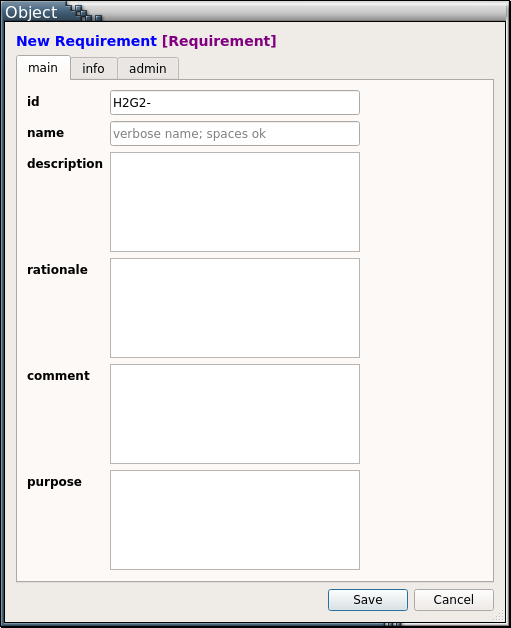 Object
New Requirement [Requirement]
main info admin
id H2G2-
name verbose name; spaces ok
description
rationale
comment
purpose
Save Cancel